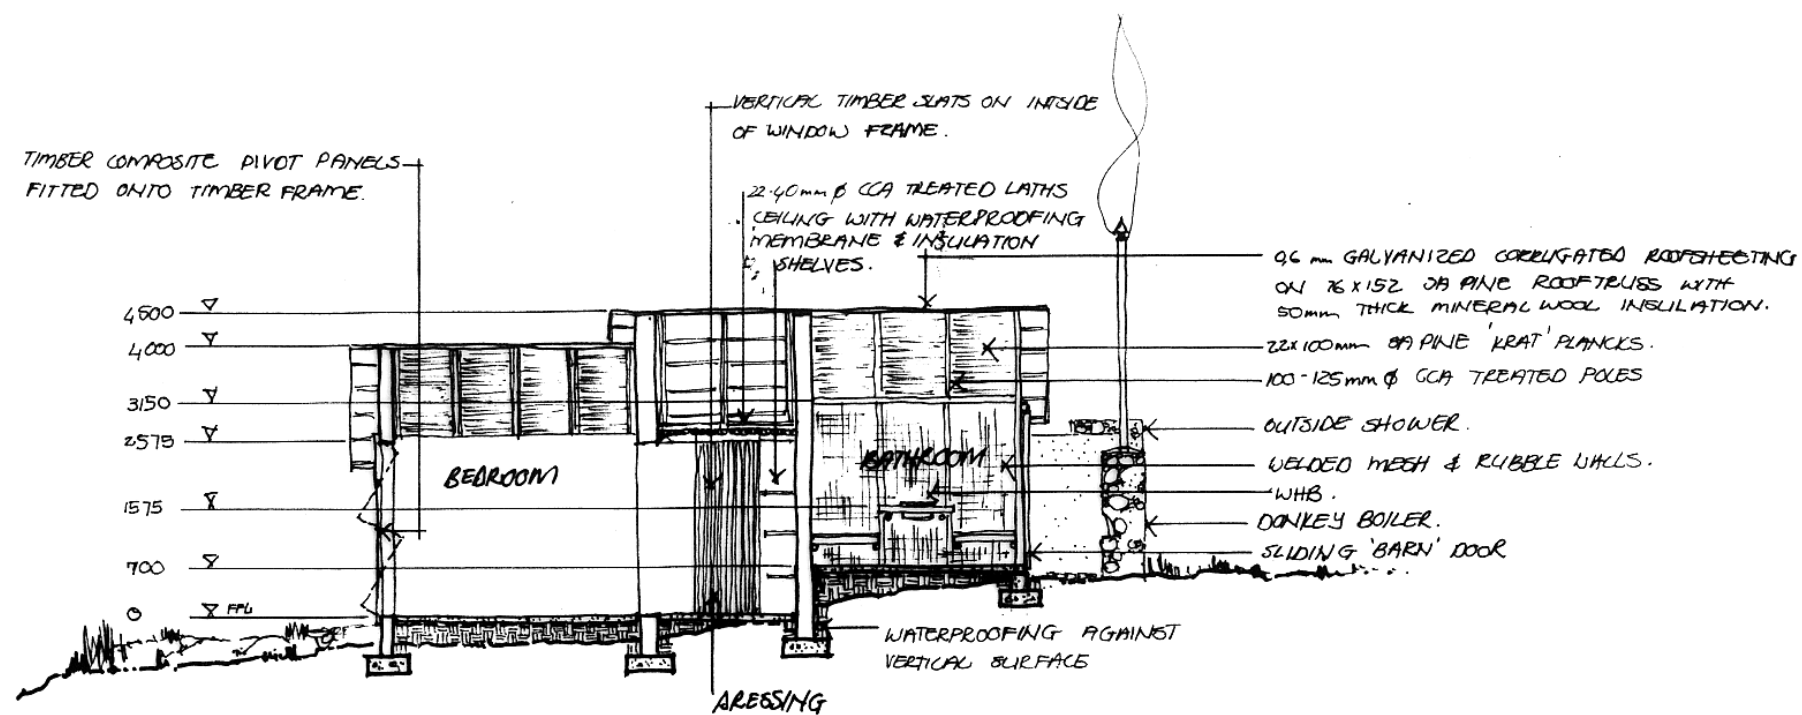 VERTICAL TIMBER SLATS ON INTSIDE
OF WINDOW FRAME.
TIMBER COMPOSITE PIVOT PANELS
FITTED ONTO TIMBER FRAME.
22-40mm ϕ CCA TREATED LATHS
CEILING WITH WATERPROOFING
MEMBRANE & INSULATION
SHELVES.
0,6 mm GALVANIZED CORRUGATED ROOFSHEETING
ON 76 x 152 SA PINE ROOFTRUSS WITH
50mm THICK MINERAL WOOL INSULATION.
22x100mm SA PINE 'KRAT' PLANCKS.
100-125mm ϕ CCA TREATED POLES
OUTSIDE SHOWER.
WELDED MESH & RUBBLE WALLS.
WHB.
DONKEY BOILER.
SLIDING 'BARN' DOOR
4500
4000
3150
2575
1575
700
0 FFL
BEDROOM
BATHROOM
WATERPROOFING AGAINST
VERTICAL SURFACE
DRESSING